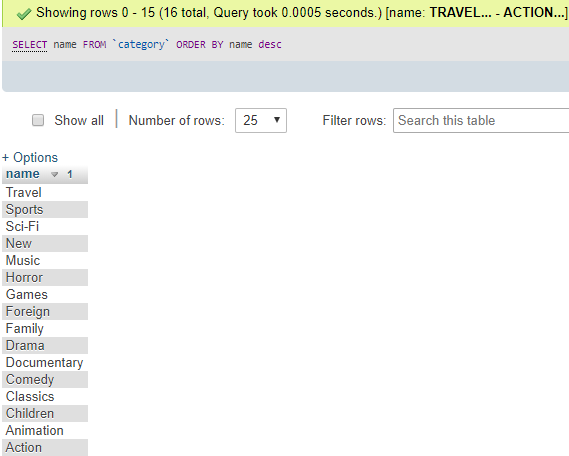 Showing rows 0 - 15 (16 total, Query took 0.0005 seconds.) [name: TRAVEL... - ACTION...]
SELECT name FROM `category` ORDER BY name desc
Show all | Number of rows: 25 Filter rows: Search this table
+ Options
name 1
Travel
Sports
Sci-Fi
New
Music
Horror
Games
Foreign
Family
Drama
Documentary
Comedy
Classics
Children
Animation
Action